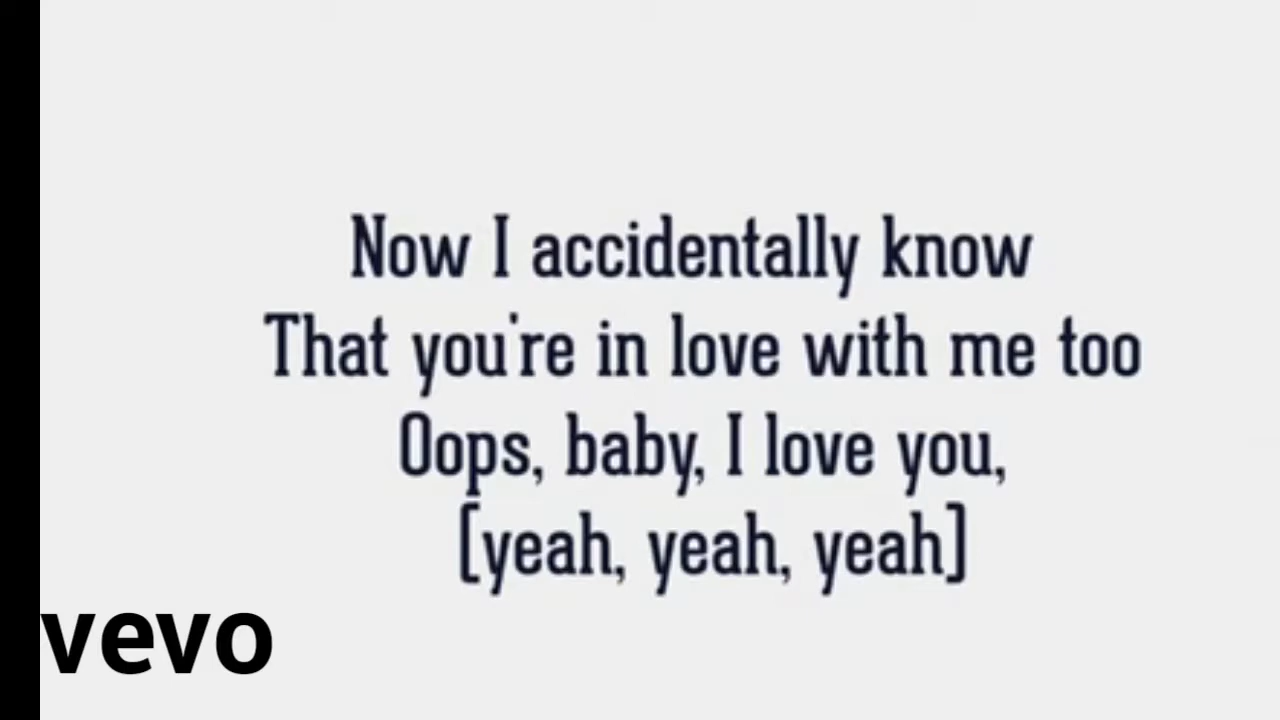 Now I accidentally know
That you're in love with me too
Oops, baby, I love you,
[yeah, yeah, yeah]
vevo